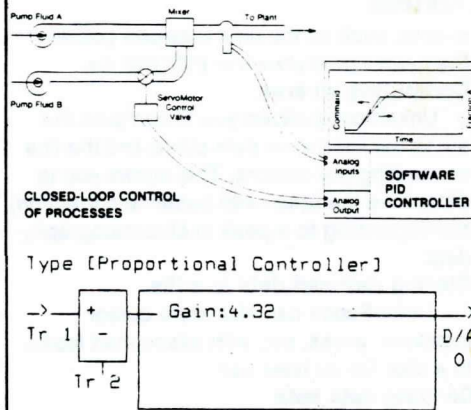 Pump Fluid A
Mixer
To Plant
Pump Fluid B
ServoMotor
Control
Valve
Command
Time
Analog
Inputs
Analog
Output
SOFTWARE
PID
CONTROLLER
CLOSED-LOOP CONTROL
OF PROCESSES
Type [Proportional Controller]
Gain:4.32
Tr 1
-
Tr 2
D/A
0